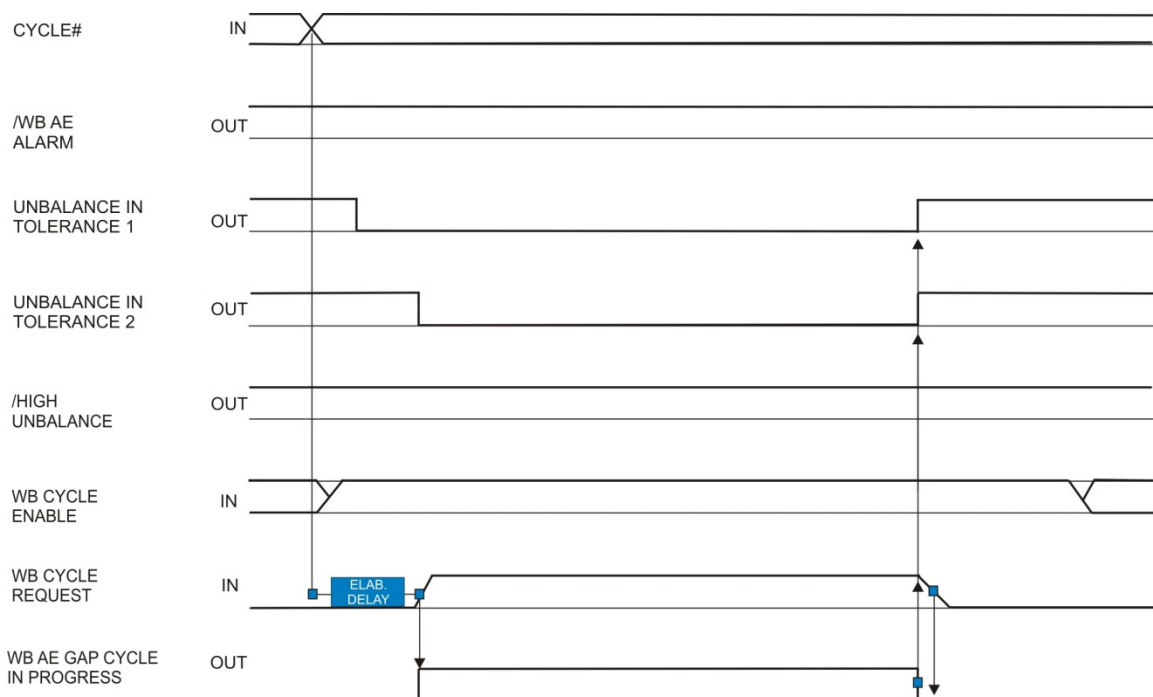 CYCLE# IN
/WB AE
ALARM
OUT
UNBALANCE IN
TOLERANCE 1
OUT
UNBALANCE IN
TOLERANCE 2
OUT
/HIGH
UNBALANCE
OUT
WB CYCLE
ENABLE
IN
WB CYCLE
REQUEST
IN
ELAB.
DELAY
WB AE GAP CYCLE
IN PROGRESS
OUT